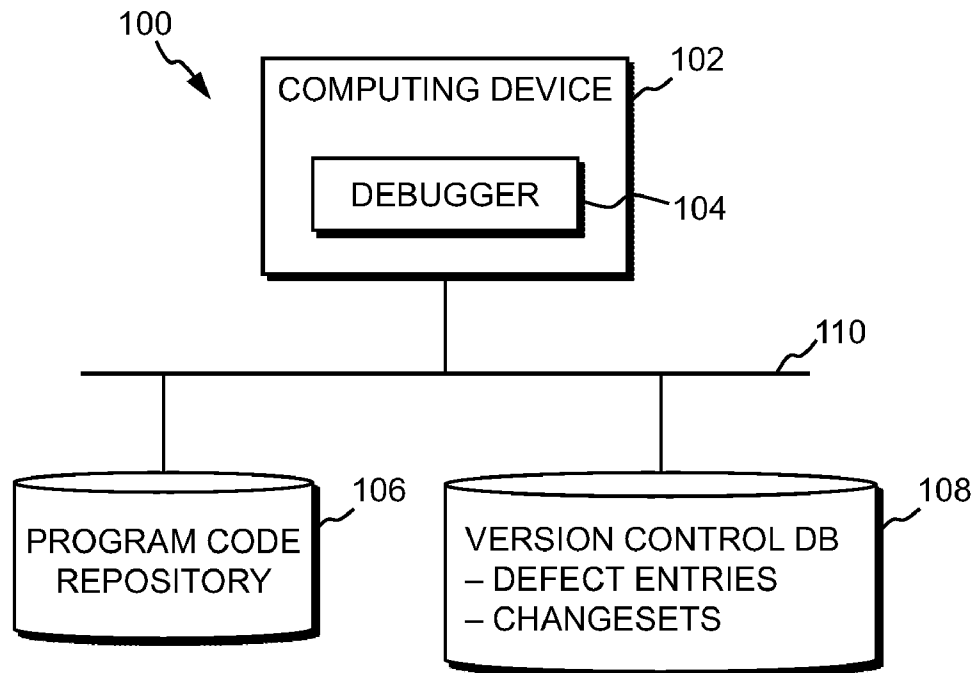 100
102
COMPUTING DEVICE
DEBUGGER
104
110
106
PROGRAM CODE
REPOSITORY
108
VERSION CONTROL DB
– DEFECT ENTRIES
– CHANGESETS